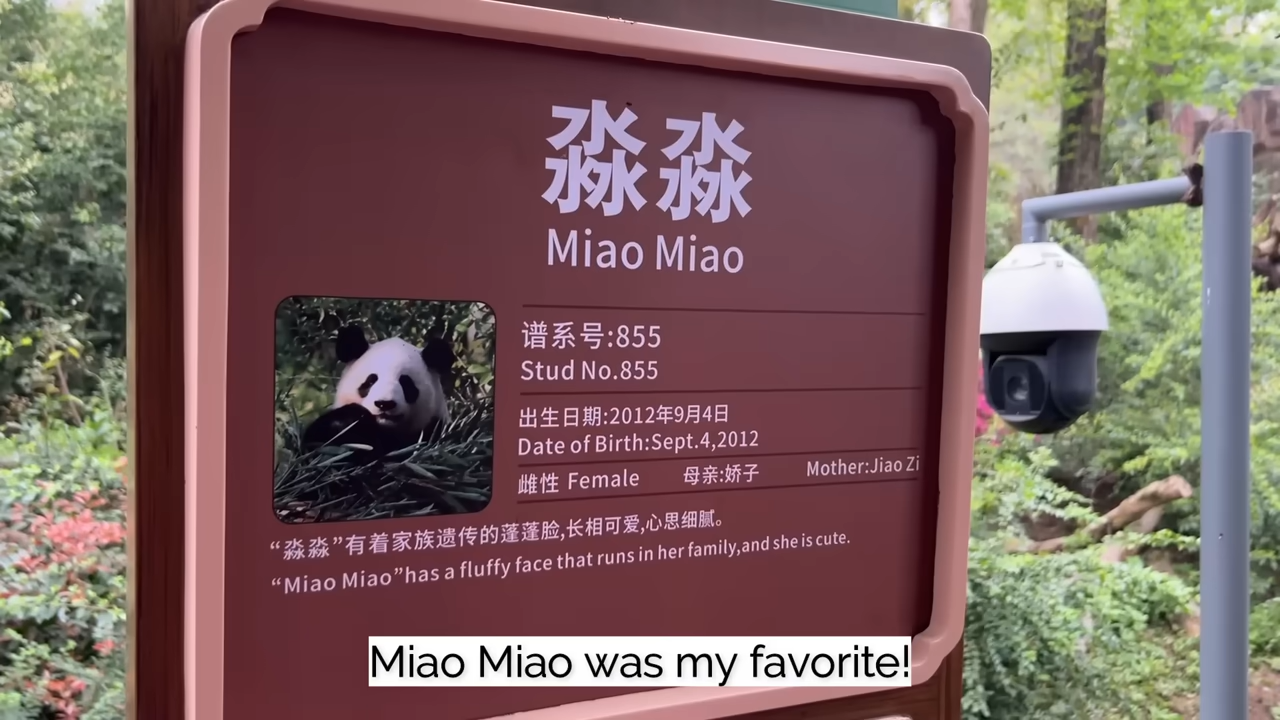 淼淼
Miao Miao
谱系号:855
Stud No.855
出生日期:2012年9月4日
Date of Birth:Sept.4,2012
雌性 Female 母亲:娇子 Mother:Jiao Zi
“淼淼”有着家族遗传的蓬蓬脸,长相可爱,心思细腻。
“Miao Miao”has a fluffy face that runs in her family,and she is cute.
Miao Miao was my favorite!